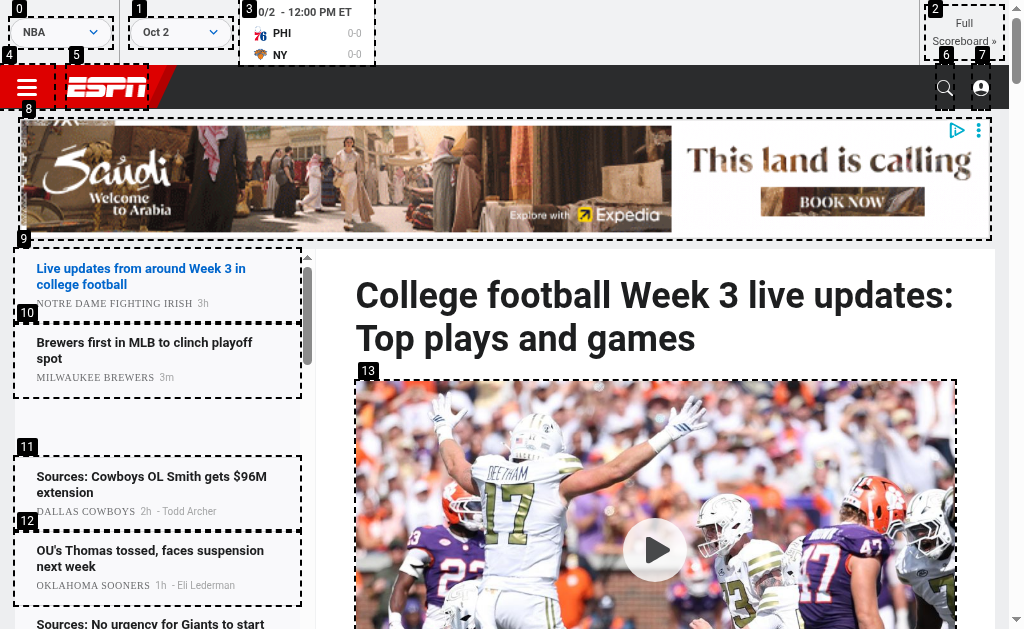 0
NBA
1
Oct 2
3
0/2 - 12:00 PM ET
PHI 0-0
NY 0-0
2
Full
Scoreboard »
4
5
ESPN
6
7
8
Saudi
Welcome
to Arabia
Explore with Expedia
This land is calling
BOOK NOW
9
Live updates from around Week 3 in
college football
NOTRE DAME FIGHTING IRISH 3h
10
Brewers first in MLB to clinch playoff
spot
MILWAUKEE BREWERS 3m
11
Sources: Cowboys OL Smith gets $96M
extension
DALLAS COWBOYS 2h - Todd Archer
12
OU's Thomas tossed, faces suspension
next week
OKLAHOMA SOONERS 1h - Eli Lederman
Sources: No urgency for Giants to start
College football Week 3 live updates:
Top plays and games
13
BEETHAM
17
22
47